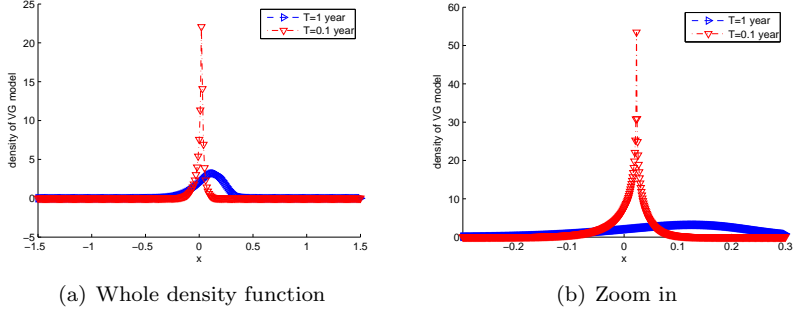 25
20
15
10
5
0
−5
−1.5
−1
−0.5
0
0.5
1
1.5
density of VG model
x
T=1 year
T=0.1 year
(a) Whole density function
60
50
40
30
20
10
0
−0.2
−0.1
0
0.1
0.2
0.3
density of VG model
x
T=1 year
T=0.1 year
(b) Zoom in